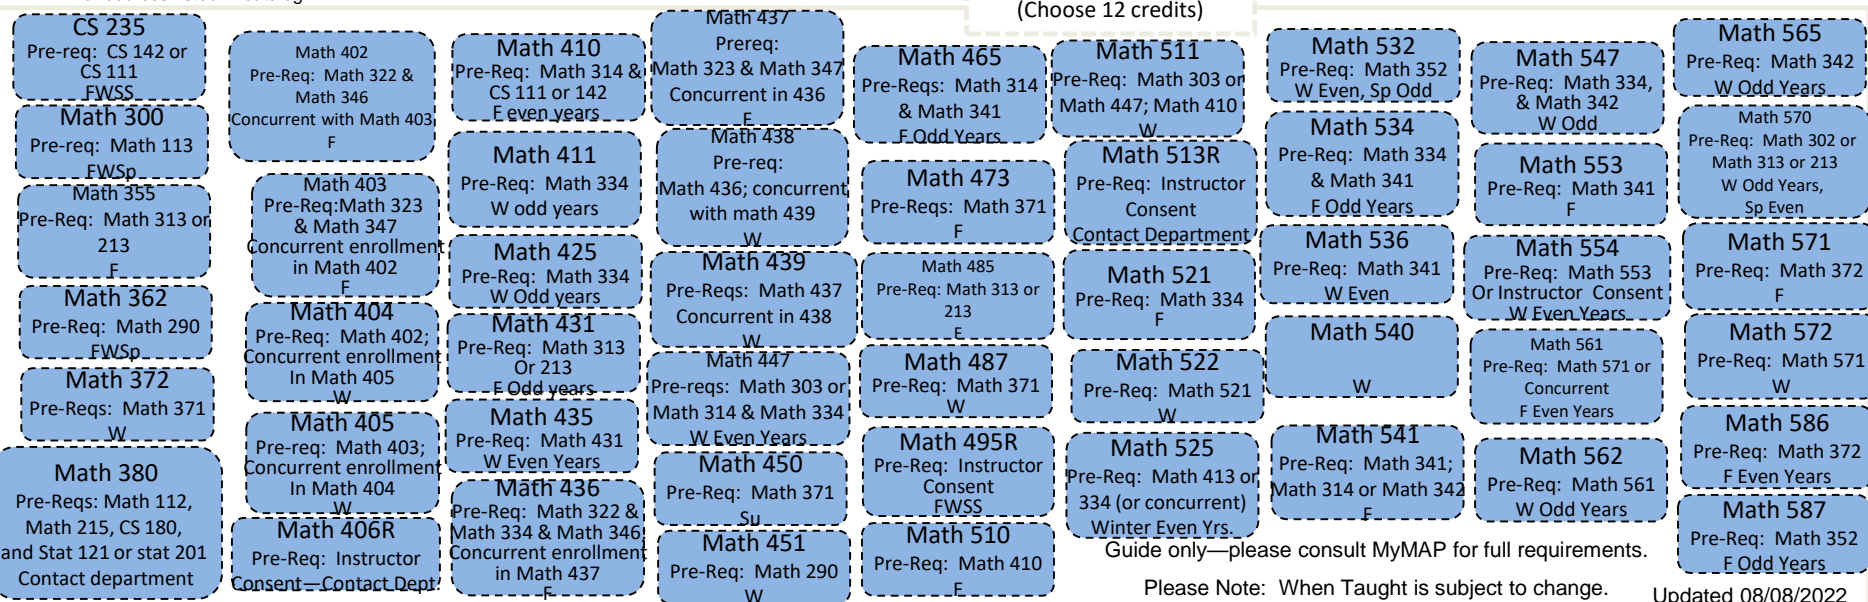 (Choose 12 credits)
CS 235
Pre-req: CS 142 or
CS 111
FWSS
Math 300
Pre-req: Math 113
FWSp
Math 355
Pre-Req: Math 313 or
213
F
Math 362
Pre-Req: Math 290
FWSp
Math 372
Pre-Reqs: Math 371
W
Math 380
Pre-Reqs: Math 112,
Math 215, CS 180,
and Stat 121 or stat 201
Contact department
Math 402
Pre-Req: Math 322 &
Math 346
Concurrent with Math 403
F
Math 403
Pre-Req:Math 323
& Math 347
Concurrent enrollment
in Math 402
F
Math 404
Pre-Req: Math 402;
Concurrent enrollment
In Math 405
W
Math 405
Pre-req: Math 403;
Concurrent enrollment
In Math 404
W
Math 406R
Pre-Req: Instructor
Consent—Contact Dept.
Math 410
Pre-Req: Math 314 &
CS 111 or 142
F even years
Math 411
Pre-Req: Math 334
W odd years
Math 425
Pre-Req: Math 334
W Odd years
Math 431
Pre-Req: Math 313
Or 213
F Odd years
Math 435
Pre-Req: Math 431
W Even Years
Math 436
Pre-Req: Math 322 &
Math 334 & Math 346
Concurrent enrollment
in Math 437
F
Math 437
Prereq:
Math 323 & Math 347
Concurrent in 436
F
Math 438
Pre-req:
Math 436; concurrent
with math 439
W
Math 439
Pre-Reqs: Math 437
Concurrent in 438
W
Math 447
Pre-reqs: Math 303 or
Math 314 & Math 334
W Even Years
Math 450
Pre-Req: Math 371
Su
Math 451
Pre-Req: Math 290
W
Math 465
Pre-Reqs: Math 314
& Math 341
F Odd Years
Math 473
Pre-Reqs: Math 371
F
Math 485
Pre-Req: Math 313 or
213
F
Math 487
Pre-Req: Math 371
W
Math 495R
Pre-Req: Instructor
Consent
FWSS
Math 510
Pre-Req: Math 410
F
Math 511
Pre-Req: Math 303 or
Math 447; Math 410
W
Math 513R
Pre-Req: Instructor
Consent
Contact Department
Math 521
Pre-Req: Math 334
F
Math 522
Pre-Req: Math 521
W
Math 525
Pre-Req: Math 413 or
334 (or concurrent)
Winter Even Yrs.
Math 532
Pre-Req: Math 352
W Even, Sp Odd
Math 534
Pre-Req: Math 334
& Math 341
F Odd Years
Math 536
Pre-Req: Math 341
W Even
Math 540
W
Math 541
Pre-Req: Math 341;
Math 314 or Math 342
F
Math 547
Pre-Req: Math 334,
& Math 342
W Odd
Math 553
Pre-Req: Math 341
F
Math 554
Pre-Req: Math 553
Or Instructor Consent
W Even Years
Math 561
Pre-Req: Math 571 or
Concurrent
F Even Years
Math 562
Pre-Req: Math 561
W Odd Years
Math 565
Pre-Req: Math 342
W Odd Years
Math 570
Pre-Req: Math 302 or
Math 313 or 213
W Odd Years,
Sp Even
Math 571
Pre-Req: Math 372
F
Math 572
Pre-Req: Math 571
W
Math 586
Pre-Req: Math 372
F Even Years
Math 587
Pre-Req: Math 352
F Odd Years
Guide only—please consult MyMAP for full requirements.
Please Note: When Taught is subject to change.
Updated 08/08/2022